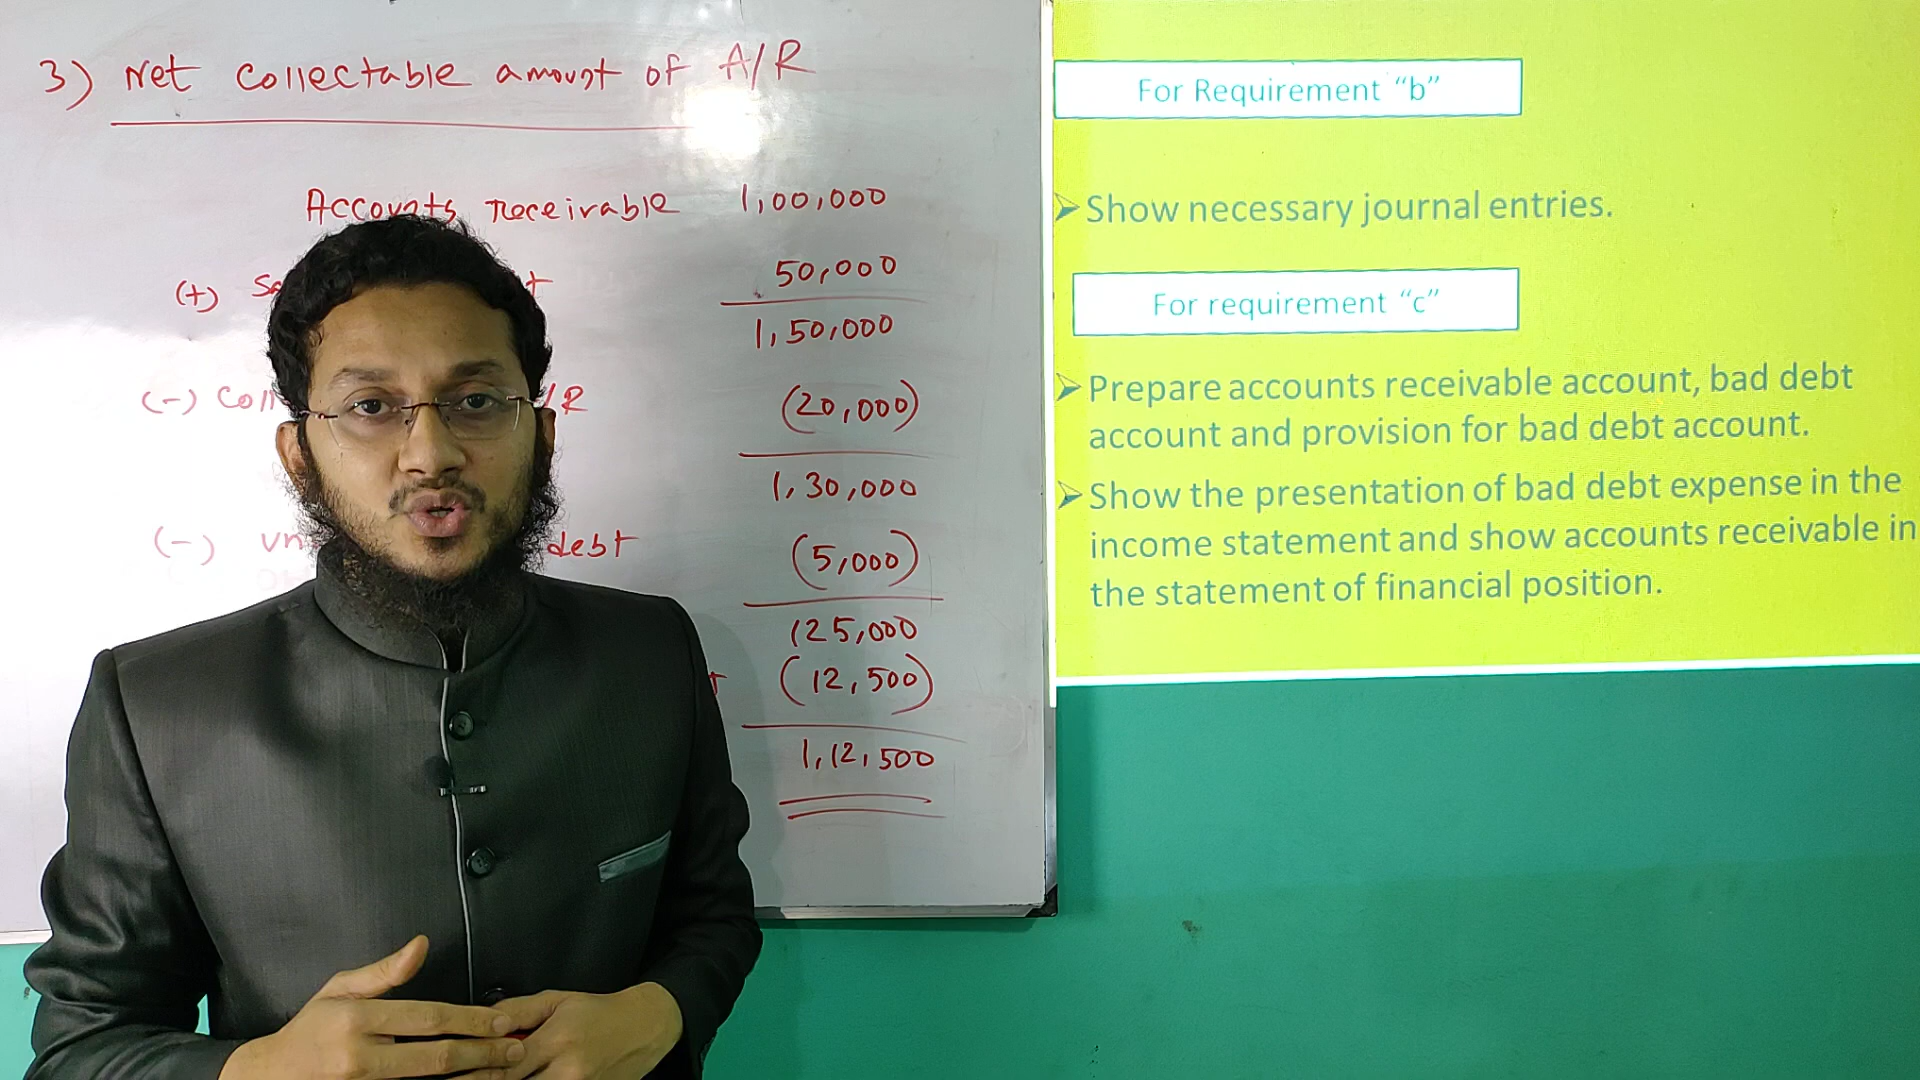 3) Net collectable amount of A/R
Accounts receivable 1,00,000
(+) 50,000
1,50,000
(-) (20,000)
1,30,000
(-) debt (5,000)
125,000
(12,500)
1,12,500
For Requirement “b”
➢ Show necessary journal entries.
For requirement “c”
➢ Prepare accounts receivable account, bad debt
account and provision for bad debt account.
➢ Show the presentation of bad debt expense in the
income statement and show accounts receivable in
the statement of financial position.